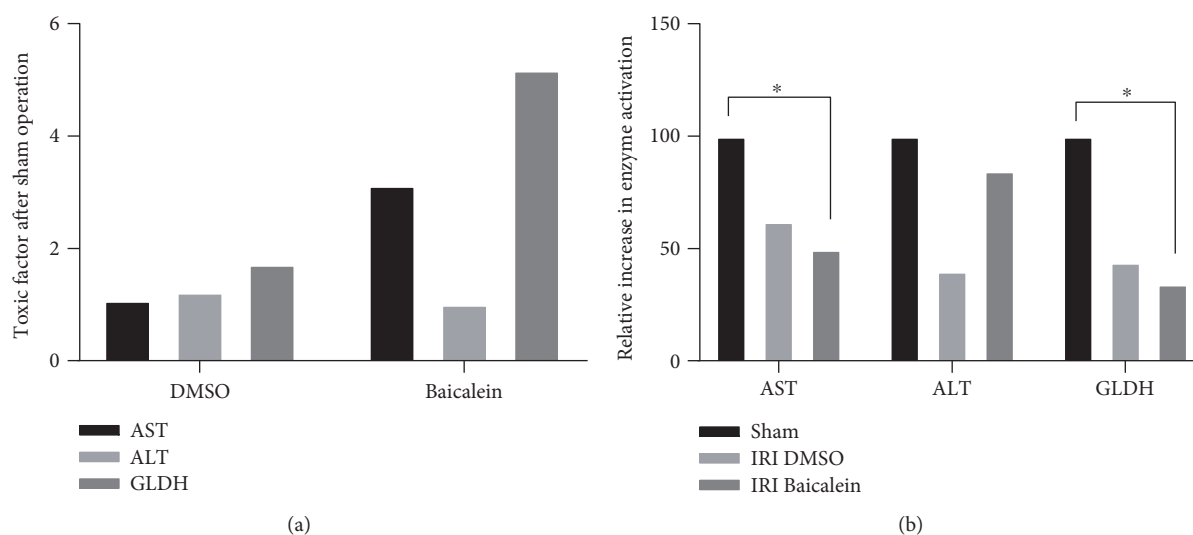 Toxic factor after sham operation
6
4
2
0
DMSO
Baicalein
AST
ALT
GLDH
(a)
Relative increase in enzyme activation
150
100
50
0
*
*
AST
ALT
GLDH
Sham
IRI DMSO
IRI Baicalein
(b)